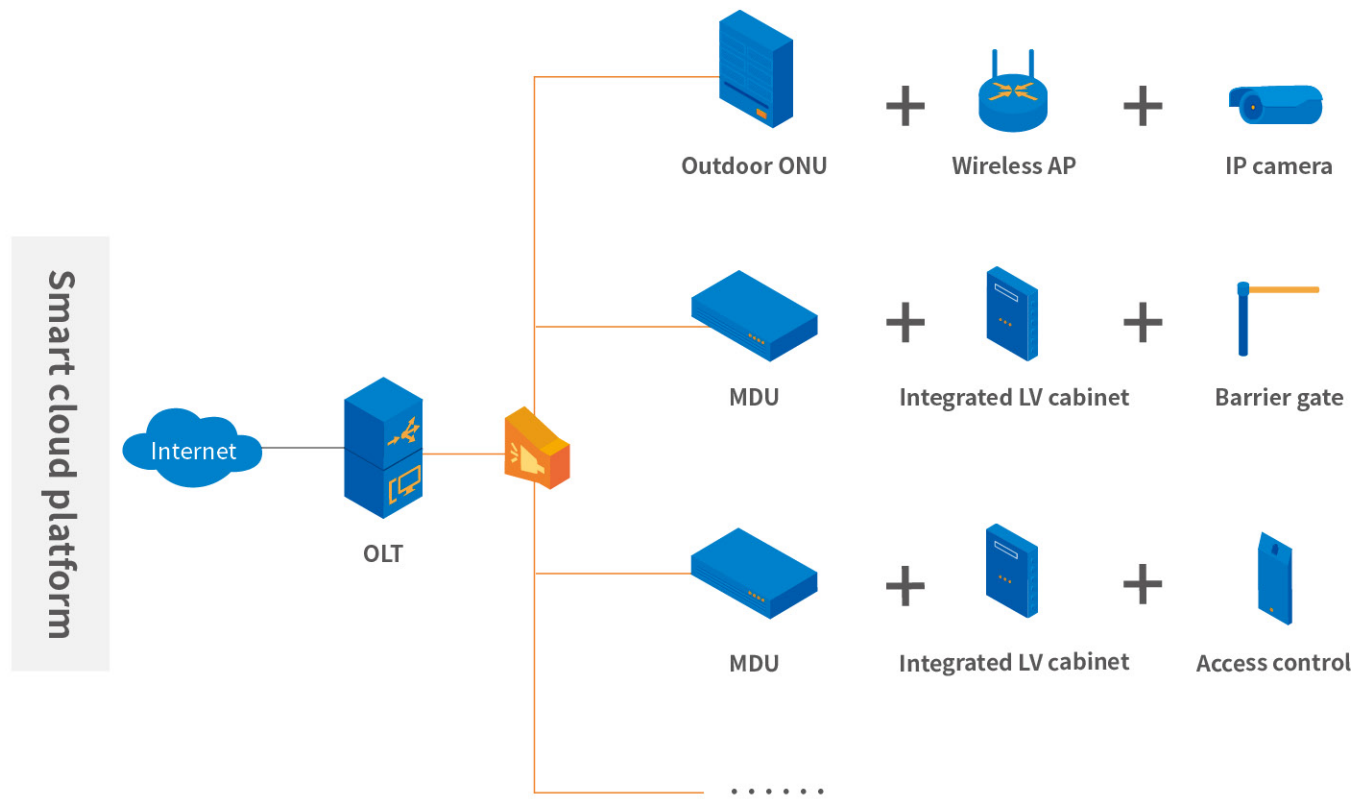 Smart cloud platform
Internet
OLT
Outdoor ONU
Wireless AP
IP camera
MDU
Integrated LV cabinet
Barrier gate
MDU
Integrated LV cabinet
Access control
······